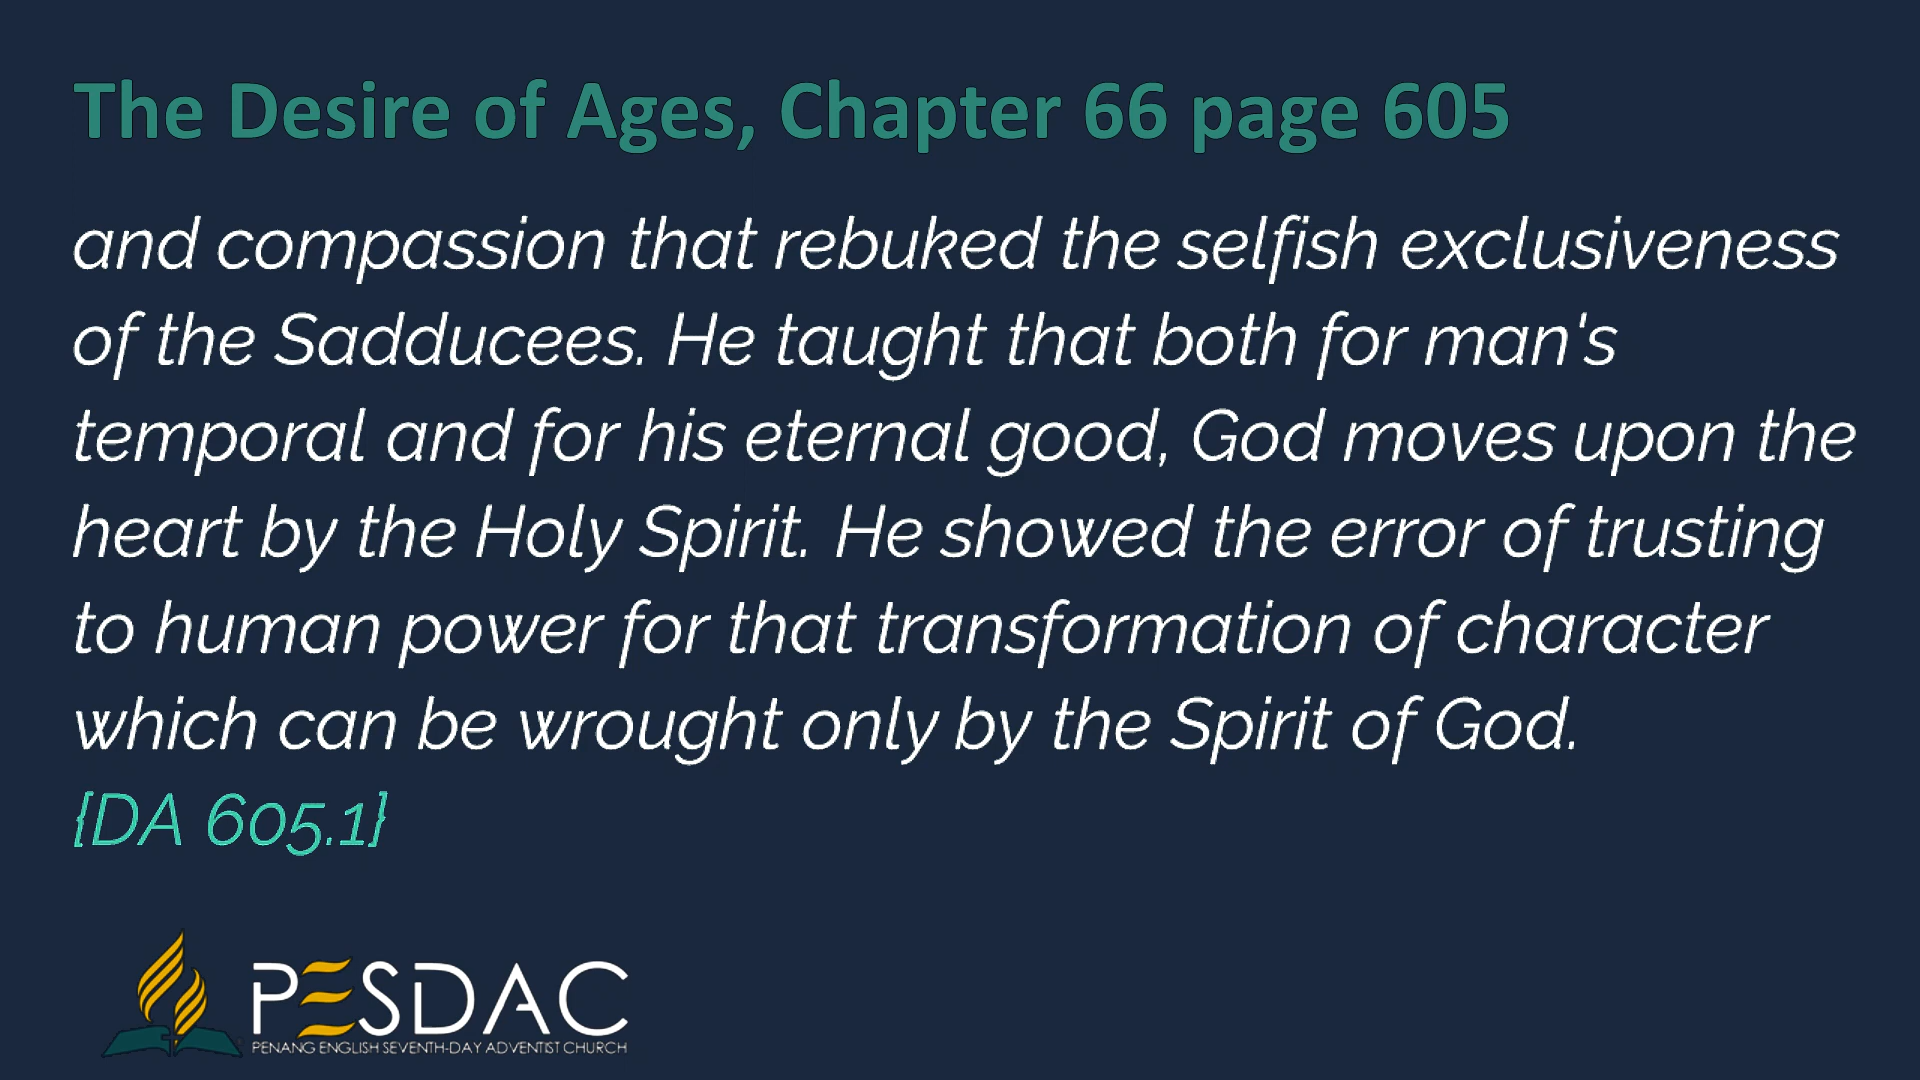 The Desire of Ages, Chapter 66 page 605
and compassion that rebuked the selfish exclusiveness
of the Sadducees. He taught that both for man's
temporal and for his eternal good, God moves upon the
heart by the Holy Spirit. He showed the error of trusting
to human power for that transformation of character
which can be wrought only by the Spirit of God.
{DA 605.1}
PESDAC
PENANG ENGLISH SEVENTH-DAY ADVENTIST CHURCH